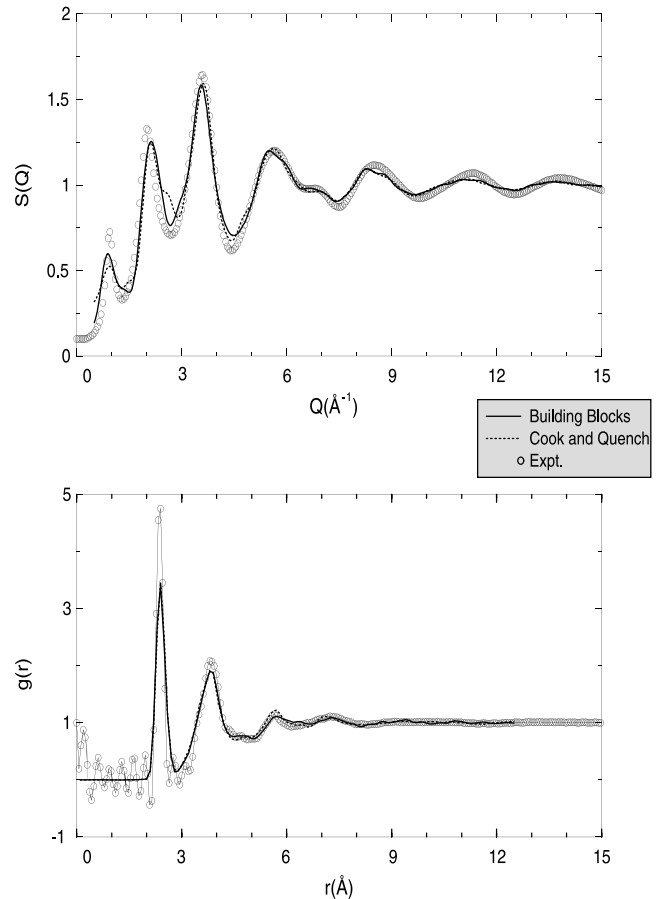 2
1.5
S(Q)
1
0.5
0
0 3 6 9 12 15
Q(Å-1)
Building Blocks
Cook and Quench
Expt.
5
3
g(r)
1
-1
0 3 6 9 12 15
r(Å)